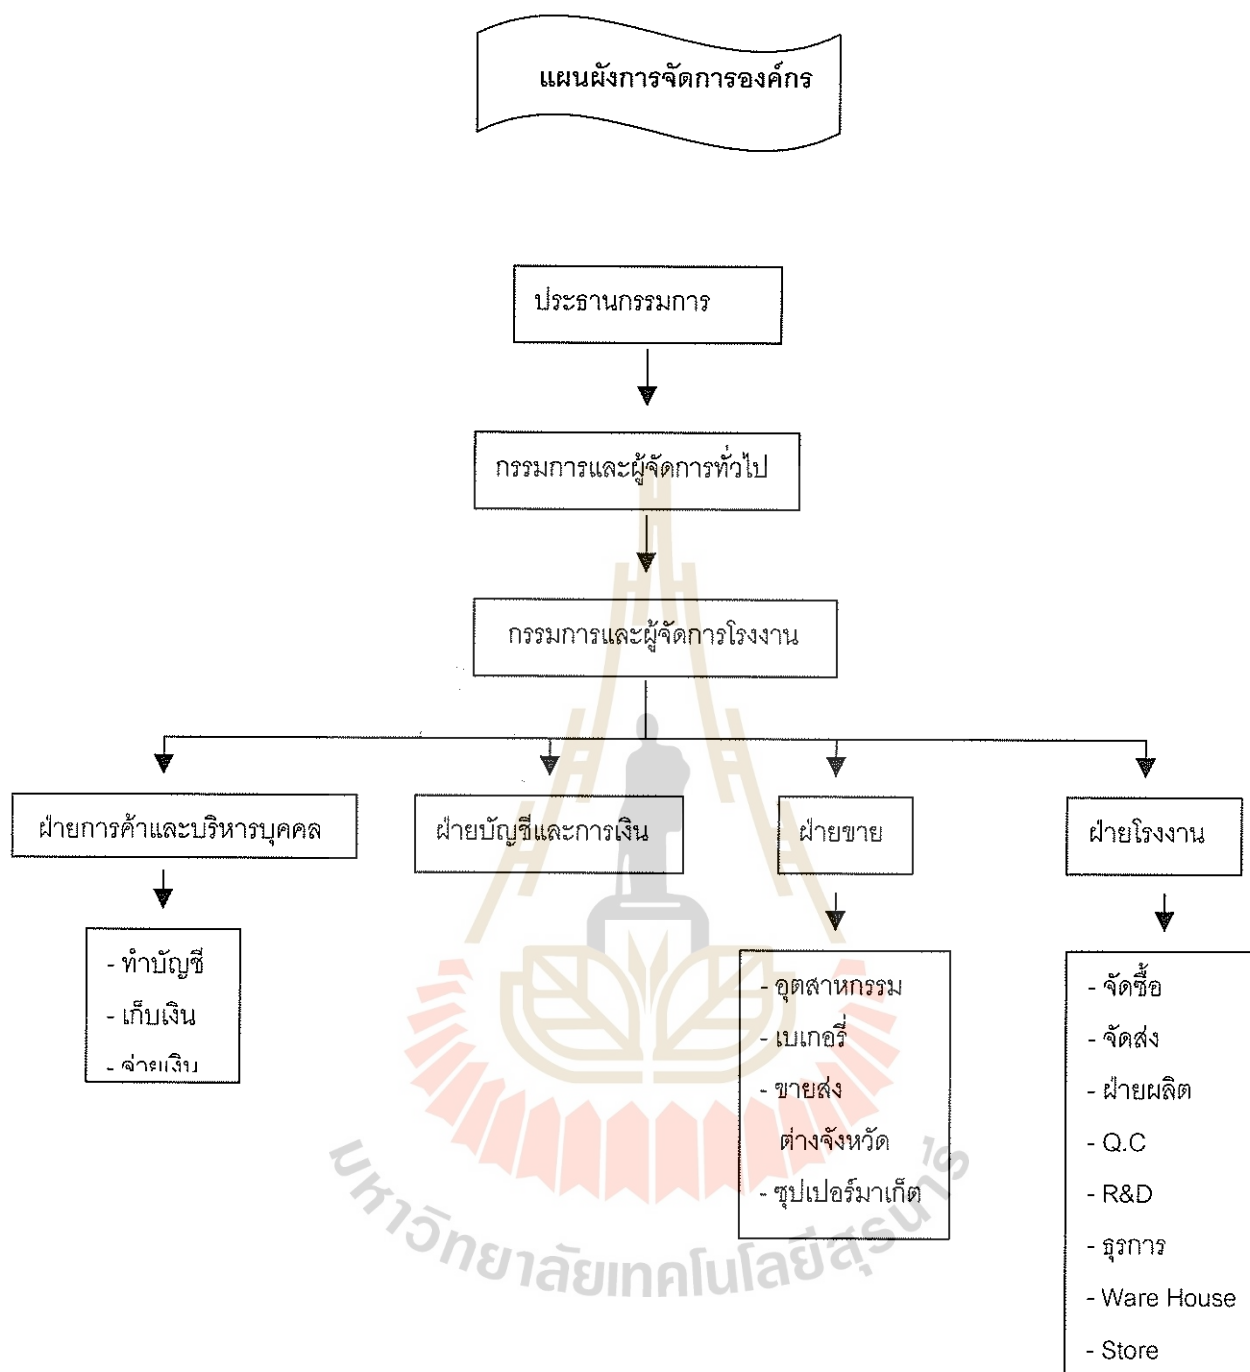 แผนผังการจัดการองค์กร
ประธานกรรมการ
กรรมการและผู้จัดการทั่วไป
กรรมการและผู้จัดการโรงงาน
ฝ่ายการค้าและบริหารบุคคล
ฝ่ายบัญชีและการเงิน
ฝ่ายขาย
ฝ่ายโรงงาน
- ทำบัญชี
- เก็บเงิน
- จ่ายเงิน
- อุตสาหกรรม
- เบเกอรี่
- ขายส่ง
ต่างจังหวัด
- ซุปเปอร์มาเก็ต
- จัดซื้อ
- จัดส่ง
- ฝ่ายผลิต
- Q.C
- R&D
- ธุรการ
- Ware House
- Store
มหาวิทยาลัยเทคโนโลยีสุรนารี